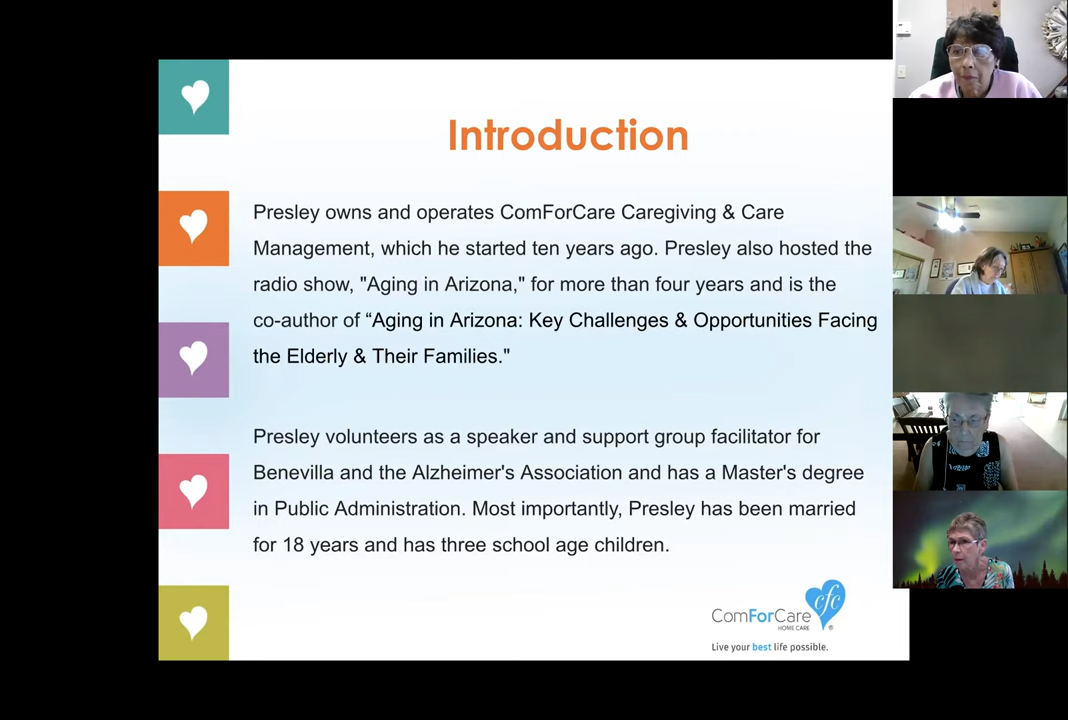 Introduction
Presley owns and operates ComForCare Caregiving & Care
Management, which he started ten years ago. Presley also hosted the
radio show, "Aging in Arizona," for more than four years and is the
co-author of “Aging in Arizona: Key Challenges & Opportunities Facing
the Elderly & Their Families."
Presley volunteers as a speaker and support group facilitator for
Benevilla and the Alzheimer's Association and has a Master's degree
in Public Administration. Most importantly, Presley has been married
for 18 years and has three school age children.
cfc
ComForCare
HOME CARE ®
Live your best life possible.